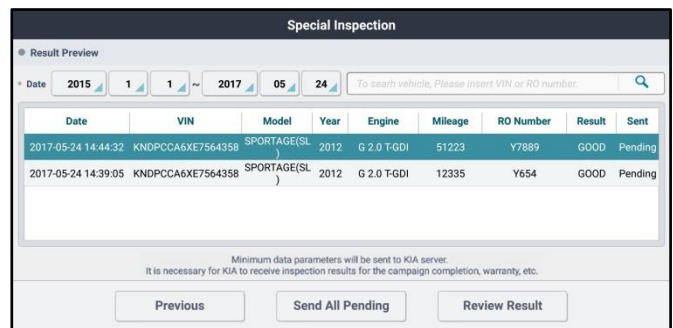 Special Inspection
Result Preview
Date 2015 1 1 ~ 2017 05 24 To searh vehicle, Please insert VIN or RO number.
Date VIN Model Year Engine Mileage RO Number Result Sent
2017-05-24 14:44:32 KNDPCCA6XE7564358 SPORTAGE(SL
) 2012 G 2.0 T-GDI 51223 Y7889 GOOD Pending
2017-05-24 14:39:05 KNDPCCA6XE7564358 SPORTAGE(SL
) 2012 G 2.0 T-GDI 12335 Y654 GOOD Pending
Minimum data parameters will be sent to KIA server.
It is necessary for KIA to receive inspection results for the campaign completion, warranty, etc.
Previous Send All Pending Review Result